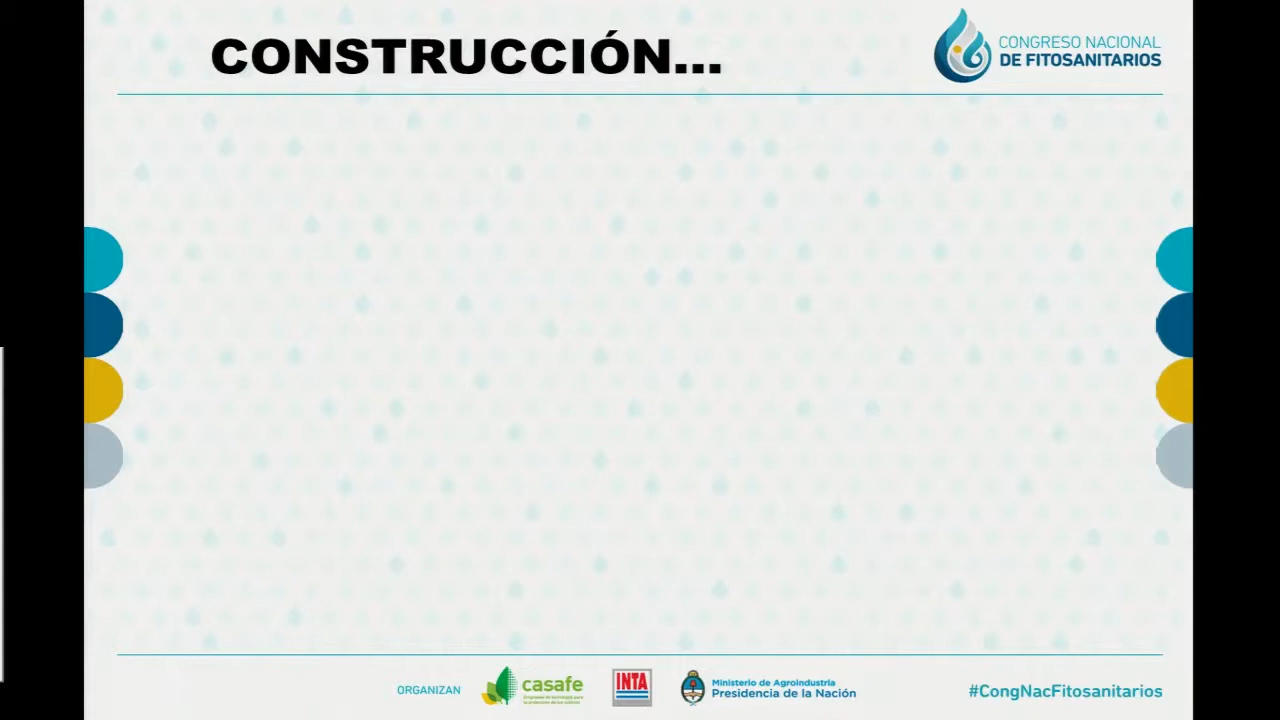 CONSTRUCCIÓN...
CONGRESO NACIONAL
DE FITOSANITARIOS
ORGANIZAN
casafe
INTA
Ministerio de Agroindustria
Presidencia de la Nación
#CongNacFitosanitarios